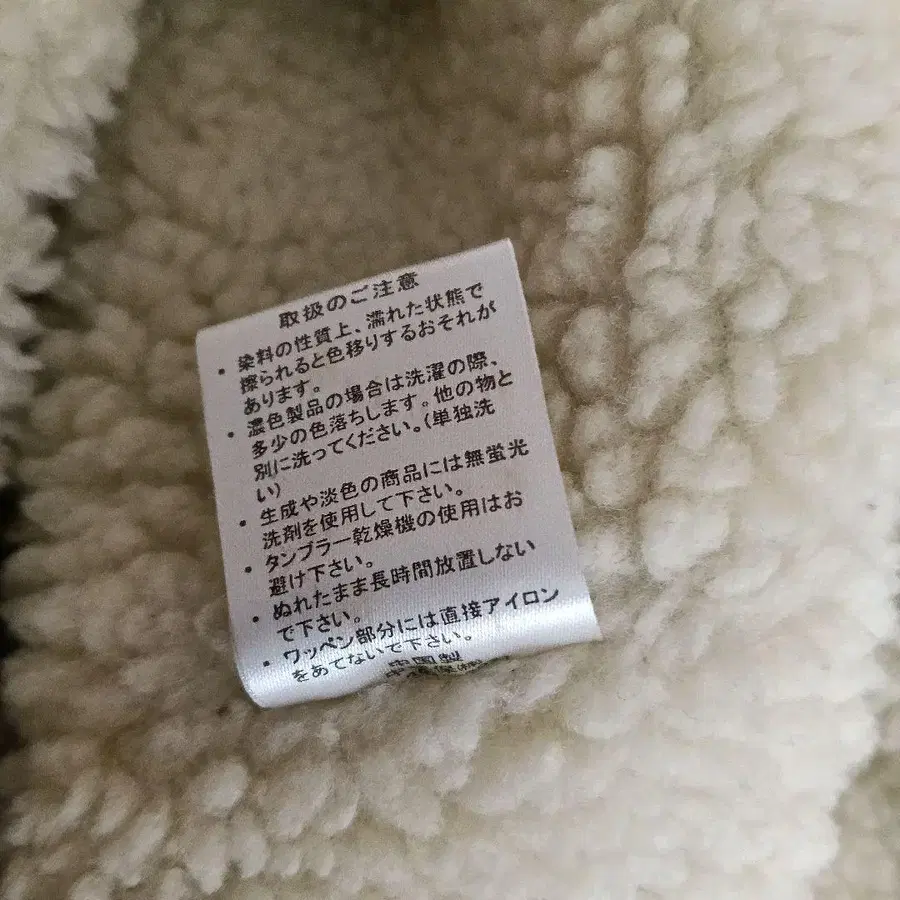 取扱のご注意
・染料の性質上、濡れた状態で
擦られると色移りするおそれが
あります。
・濃色製品の場合は洗濯の際、
多少の色落ちします。他の物と
別に洗ってください。(単独洗
い)
・生成や淡色の商品には無蛍光
洗剤を使用して下さい。
・タンブラー乾燥機の使用はお
避け下さい。
・ぬれたまま長時間放置しない
で下さい。
・ワッペン部分には直接アイロン
をあてないで下さい。
中国製